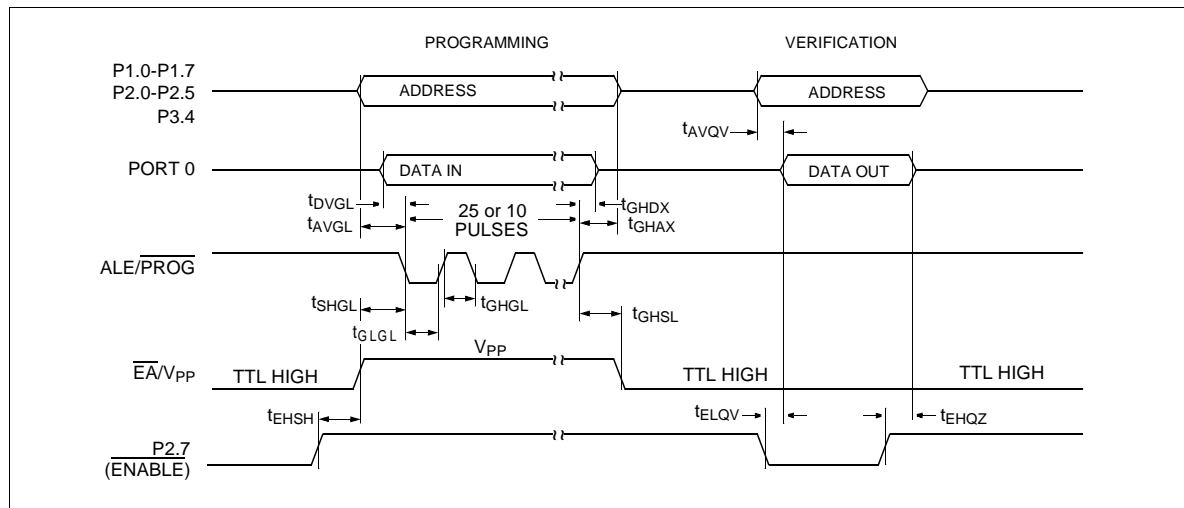 PROGRAMMING VERIFICATION
P1.0-P1.7
P2.0-P2.5
P3.4
ADDRESS ADDRESS
tAVQV
PORT 0 DATA IN DATA OUT
tDVGL 25 or 10 tGHDX
tAVGL PULSES tGHAX
ALE/PROG
tSHGL tGHGL tGHSL
tGLGL
EA/VPP TTL HIGH VPP TTL HIGH TTL HIGH
tEHSH tELQV tEHQZ
P2.7
(ENABLE)